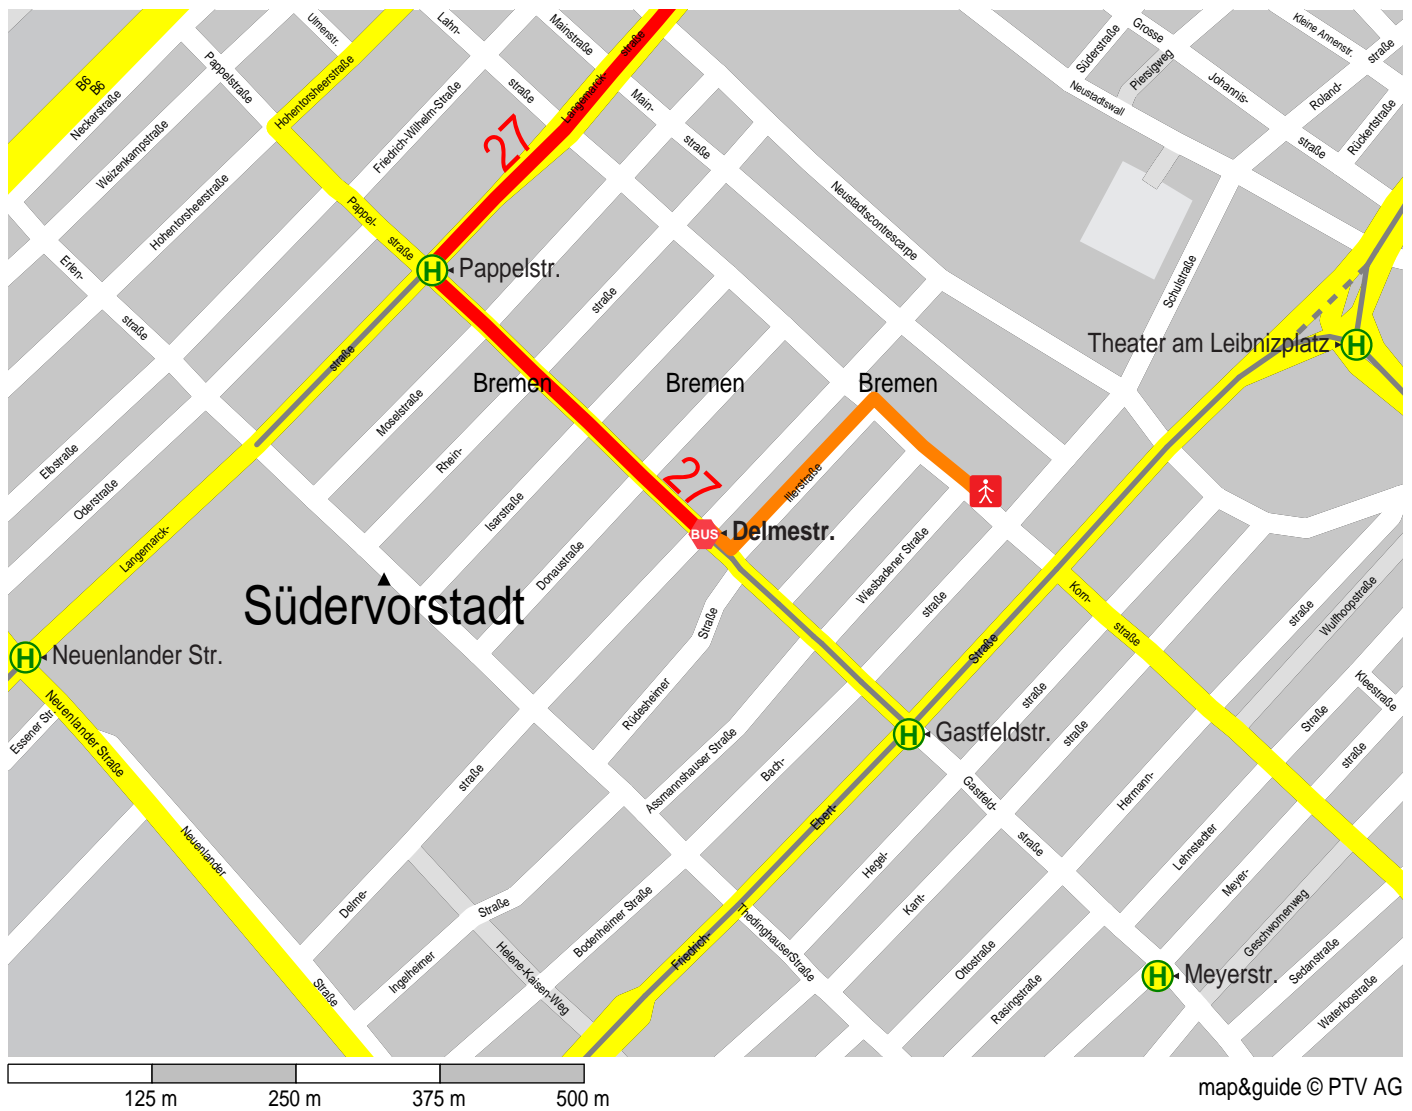 B6
B6
Neckarstraße
Pappelstraße
Ulmenstr.
Hohentorsheerstraße
Lahn-
straße
Mainstraße
Langemarck-
straße
Main-
straße
Süderstraße
Grosse
Johannis-
straße
Piersigweg
Kleine Annenstr.
straße
Roland-
Rückertstraße
Neustadtswall
Weizenkampstraße
Hohentorsheerstraße
Friedrich-Wilhelm-Straße
27
Pappel-
straße
Neustadtscontrescarpe
Schulstraße
Erlen-
straße
H
Pappelstr.
straße
straße
Theater am Leibnizplatz
H
Bremen
Bremen
Bremen
Moselstraße
Rhein-
Elbstraße
Oderstraße
Isarstraße
27
Illerstraße
BUS
Delmestr.
Langemarck-
Donaustraße
Wiesbadener Straße
straße
Südervorstadt
Straße
Korn-
straße
straße
Wulfhoopstraße
H
Neuenlander Str.
Straße
Rüdesheimer
straße
straße
Kleestraße
Straße
straße
Essener Str.
Neuenlander Straße
H
Gastfeldstr.
straße
Assmannshauser Straße
Bach-
Gastfeld-
straße
Hermann-
Ebert-
Neuenlander
Straße
Hegel-
Kant-
Lehnstedter
Meyer-
Delme-
Straße
Ingelheimer
Bodenheimer Straße
Helene-Kaisen-Weg
Friedrich-
ThedinghauserStraße
Ottostraße
Rasingstraße
Geschwornenweg
H
Meyerstr.
Sedanstraße
Waterloostraße
125 m
250 m
375 m
500 m
map&guide © PTV AG